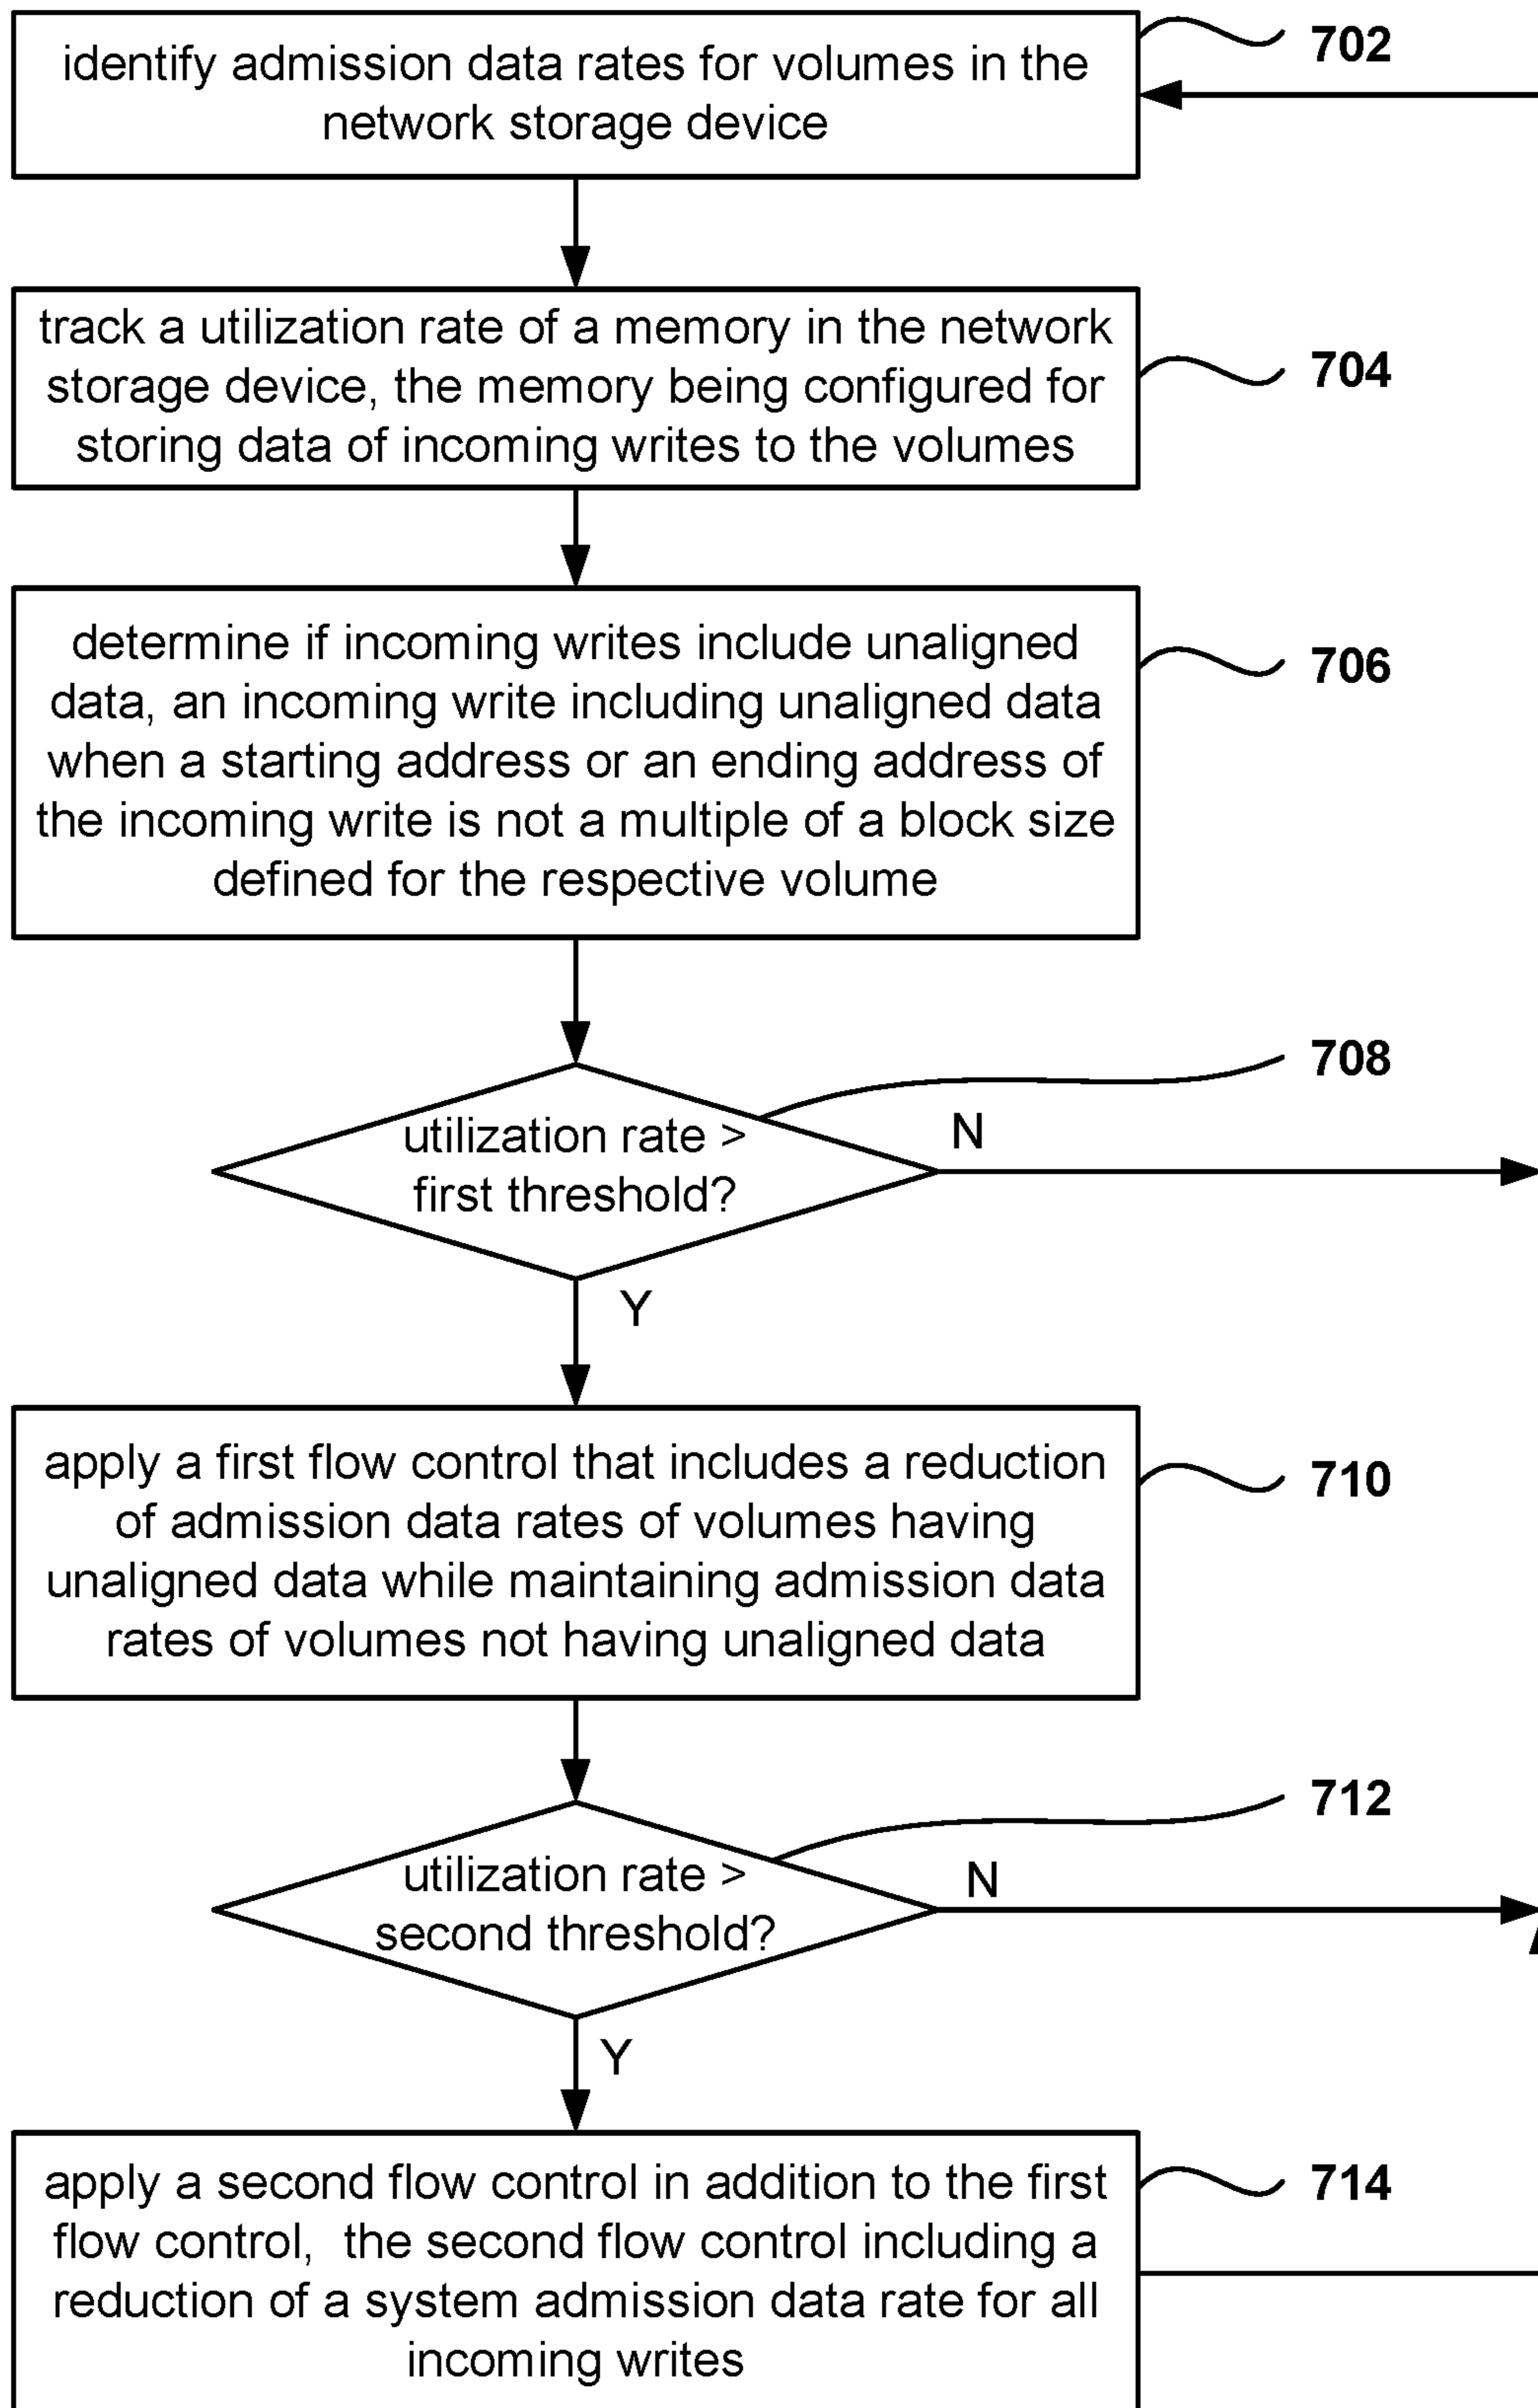 identify admission data rates for volumes in the
network storage device
702
track a utilization rate of a memory in the network
storage device, the memory being configured for
storing data of incoming writes to the volumes
704
determine if incoming writes include unaligned
data, an incoming write including unaligned data
when a starting address or an ending address of
the incoming write is not a multiple of a block size
defined for the respective volume
706
708
utilization rate >
first threshold?
N
Y
apply a first flow control that includes a reduction
of admission data rates of volumes having
unaligned data while maintaining admission data
rates of volumes not having unaligned data
710
712
utilization rate >
second threshold?
N
Y
apply a second flow control in addition to the first
flow control,  the second flow control including a
reduction of a system admission data rate for all
incoming writes
714